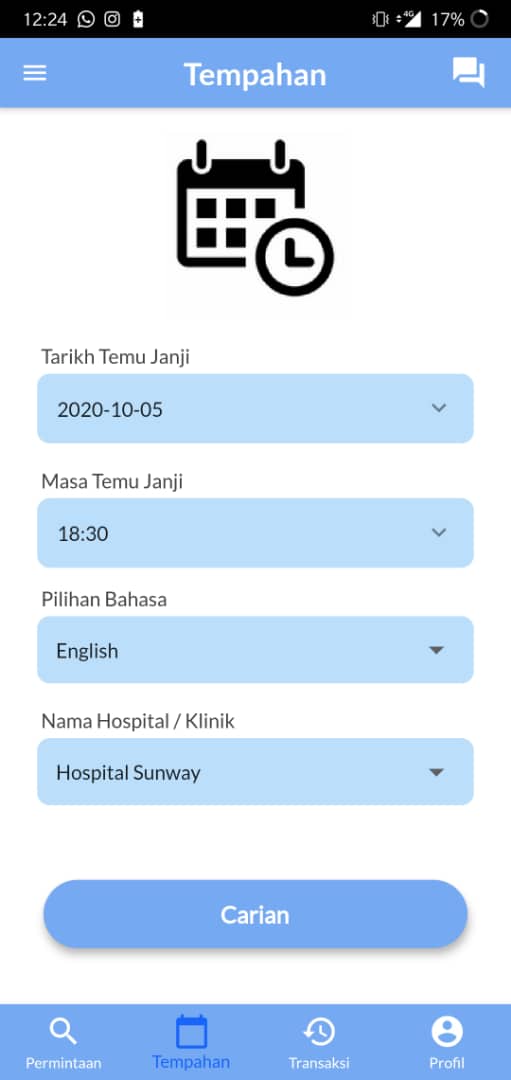 12:24
4G
17%
Tempahan
Tarikh Temu Janji
2020-10-05
Masa Temu Janji
18:30
Pilihan Bahasa
English
Nama Hospital / Klinik
Hospital Sunway
Carian
Permintaan
Tempahan
Transaksi
Profil